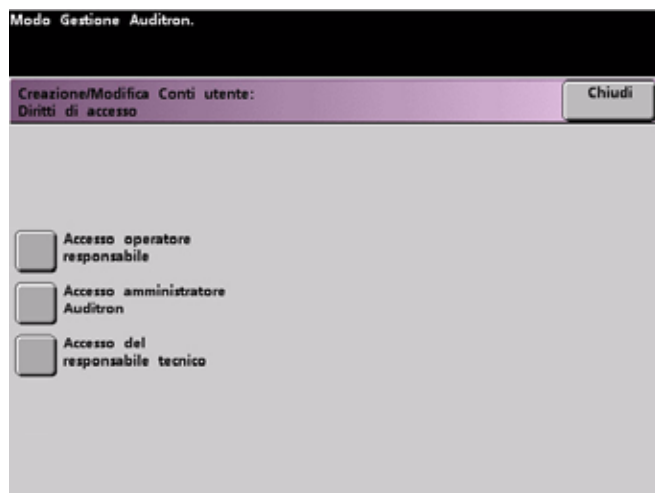 Modo Gestione Auditron.
Creazione/Modifica Conti utente:
Diritti di accesso
Chiudi
Accesso operatore
responsabile
Accesso amministratore
Auditron
Accesso del
responsabile tecnico